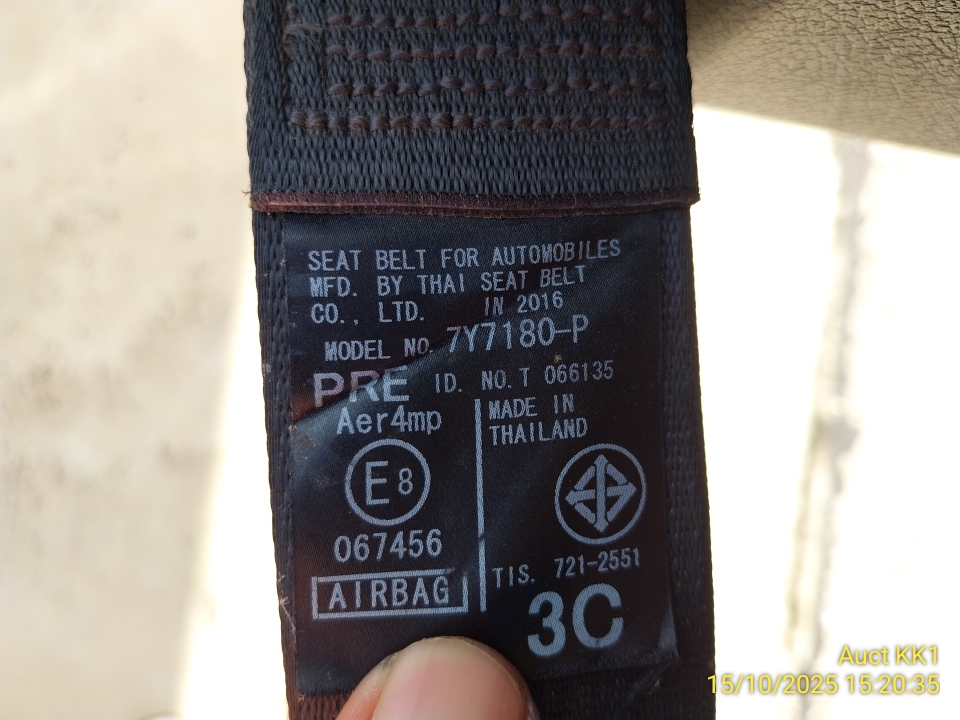 SEAT BELT FOR AUTOMOBILES
MFD. BY THAI SEAT BELT
CO., LTD. IN 2016
MODEL NO. 7Y7180-P
PRE ID. NO. T 066135
Aer4mp
MADE IN
THAILAND
E8
067456
AIRBAG
TIS. 721-2551
3C
Auct KK1
15/10/2025 15:20:35